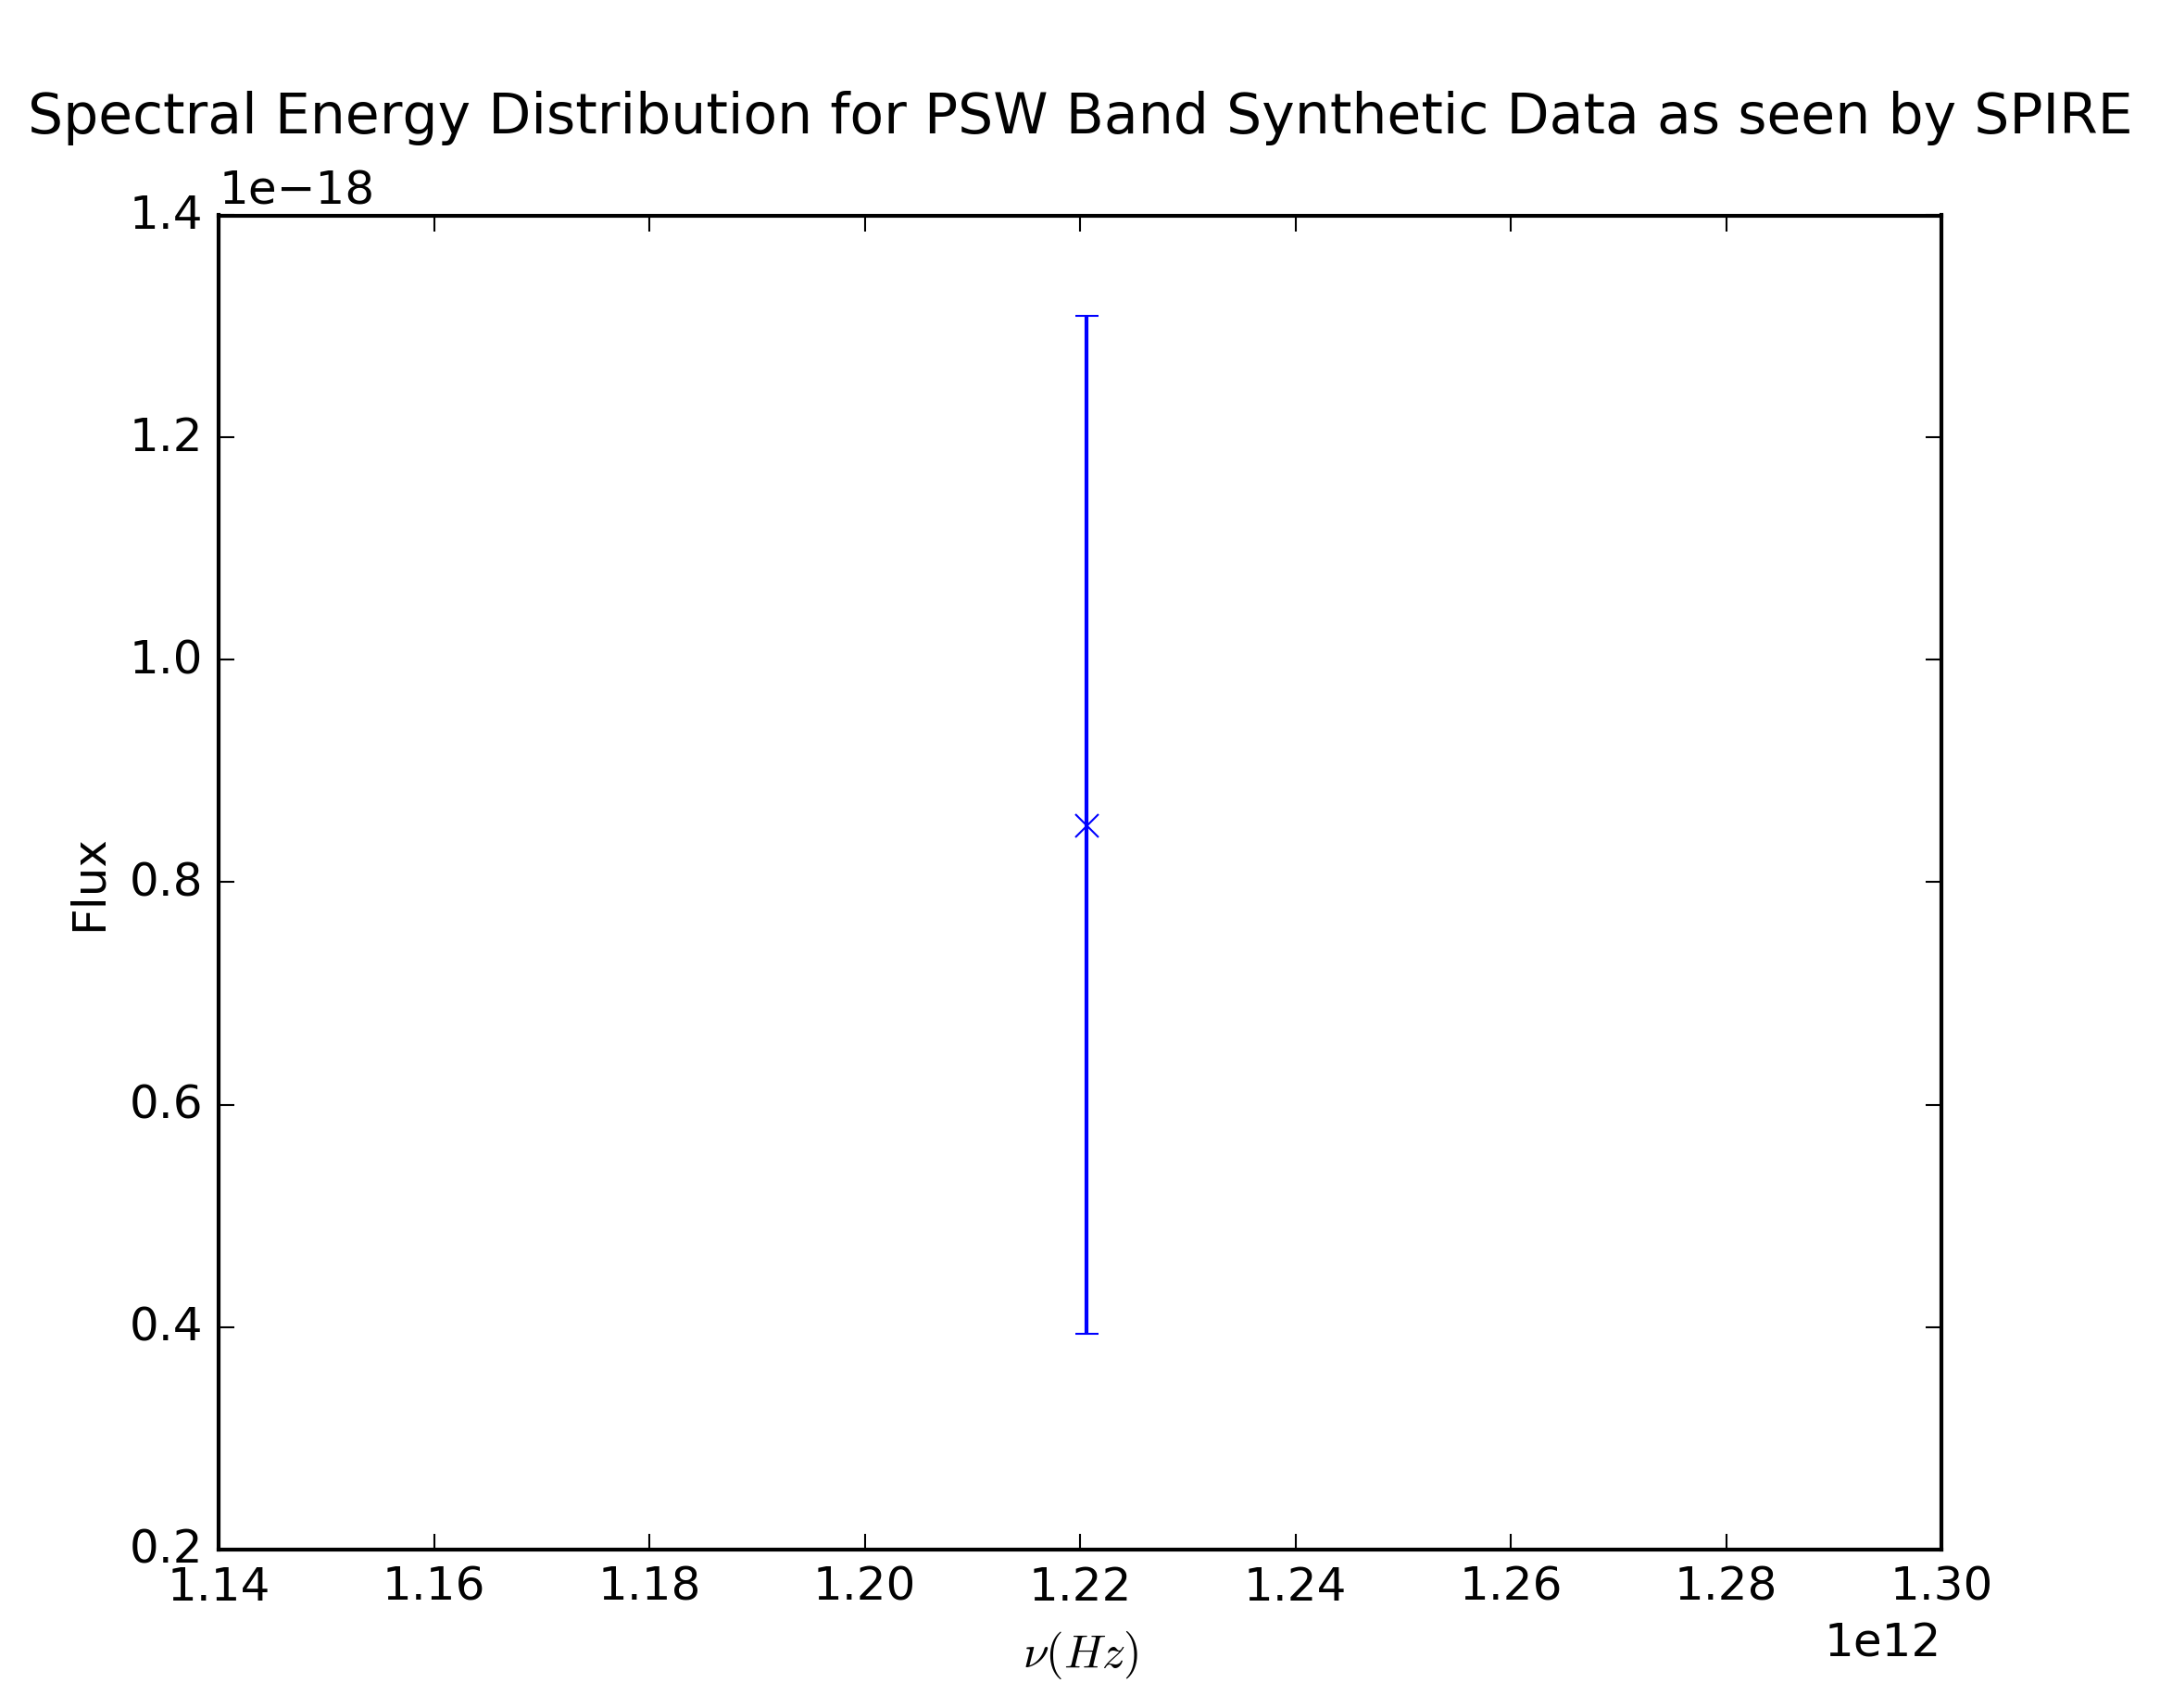 Spectral Energy Distribution for PSW Band Synthetic Data as seen by SPIRE
1e−18
1.4
1.2
1.0
0.8
0.6
0.4
0.2
Flux
1.14 1.16 1.18 1.20 1.22 1.24 1.26 1.28 1.30
1e12
ν(Hz)